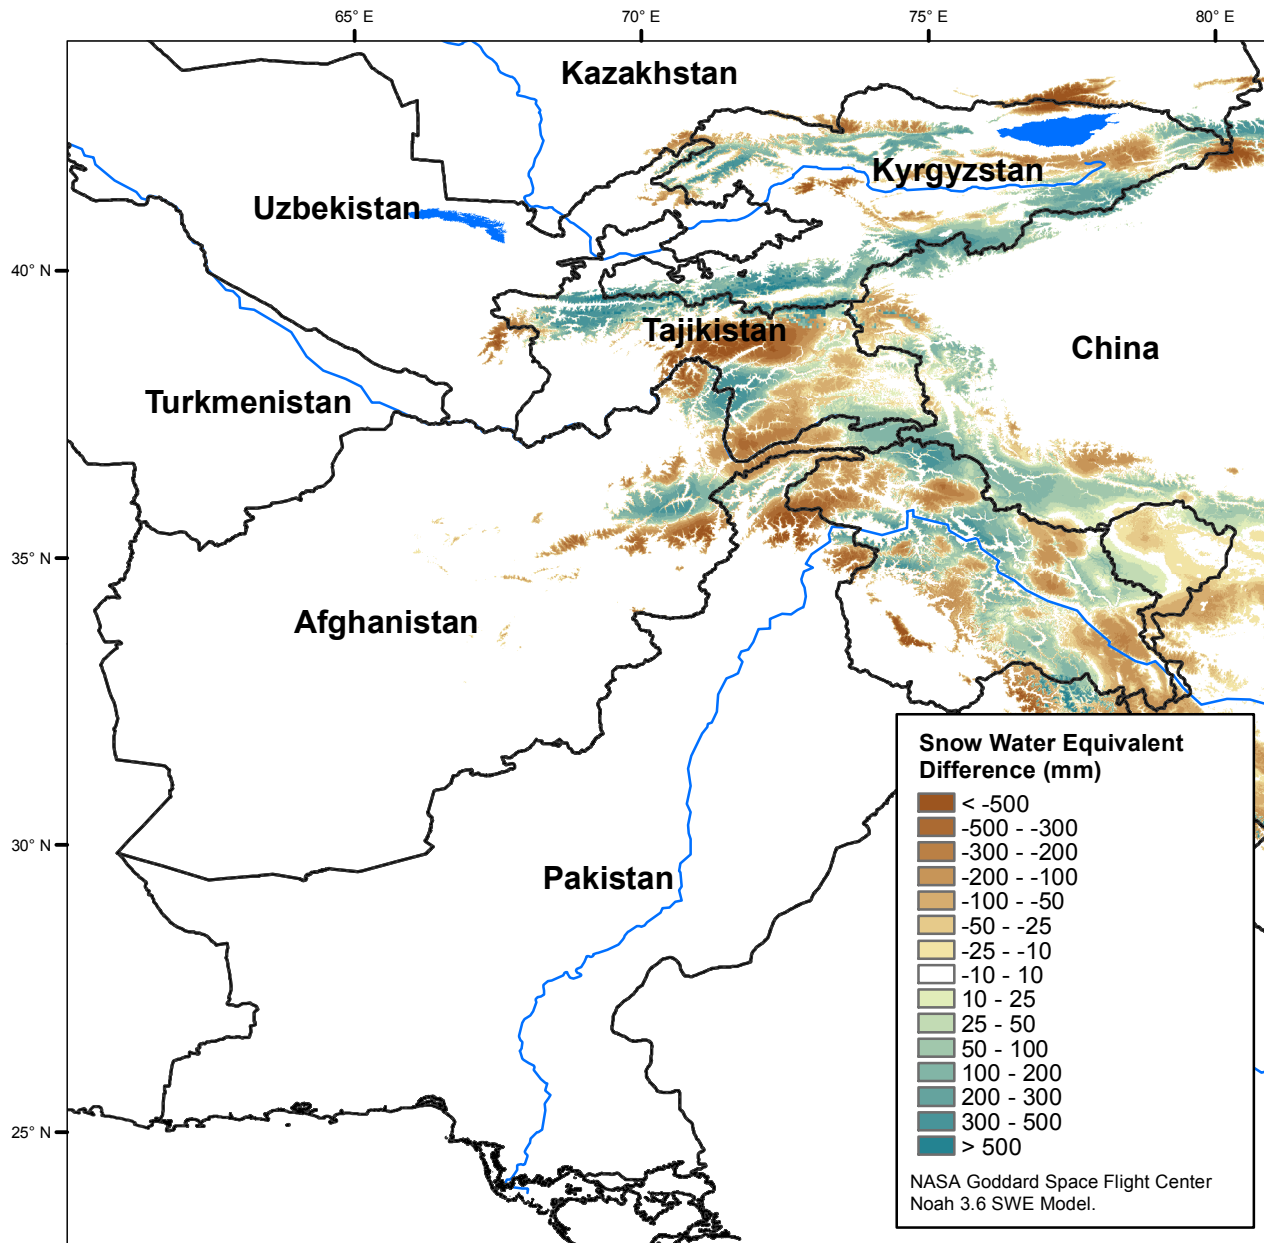 65° E
70° E
75° E
80° E
Kazakhstan
Kyrgyzstan
Uzbekistan
40° N
Tajikistan
China
Turkmenistan
35° N
Afghanistan
Snow Water Equivalent
Difference (mm)
< -500
-500 - -300
-300 - -200
-200 - -100
-100 - -50
-50 - -25
-25 - -10
-10 - 10
10 - 25
25 - 50
50 - 100
100 - 200
200 - 300
300 - 500
> 500
NASA Goddard Space Flight Center
Noah 3.6 SWE Model.
30° N
Pakistan
25° N